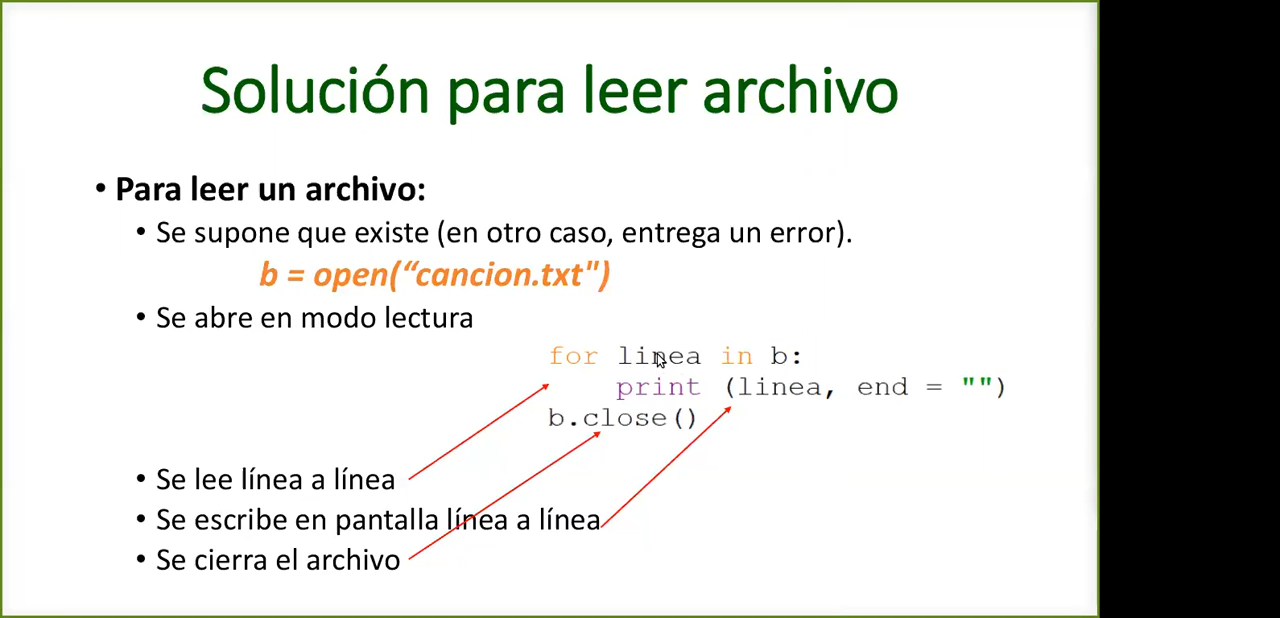 Solución para leer archivo
• Para leer un archivo:
• Se supone que existe (en otro caso, entrega un error).
b = open(“cancion.txt")
• Se abre en modo lectura
for linea in b:
print (linea, end = "")
b.close()
• Se lee línea a línea
• Se escribe en pantalla línea a línea
• Se cierra el archivo